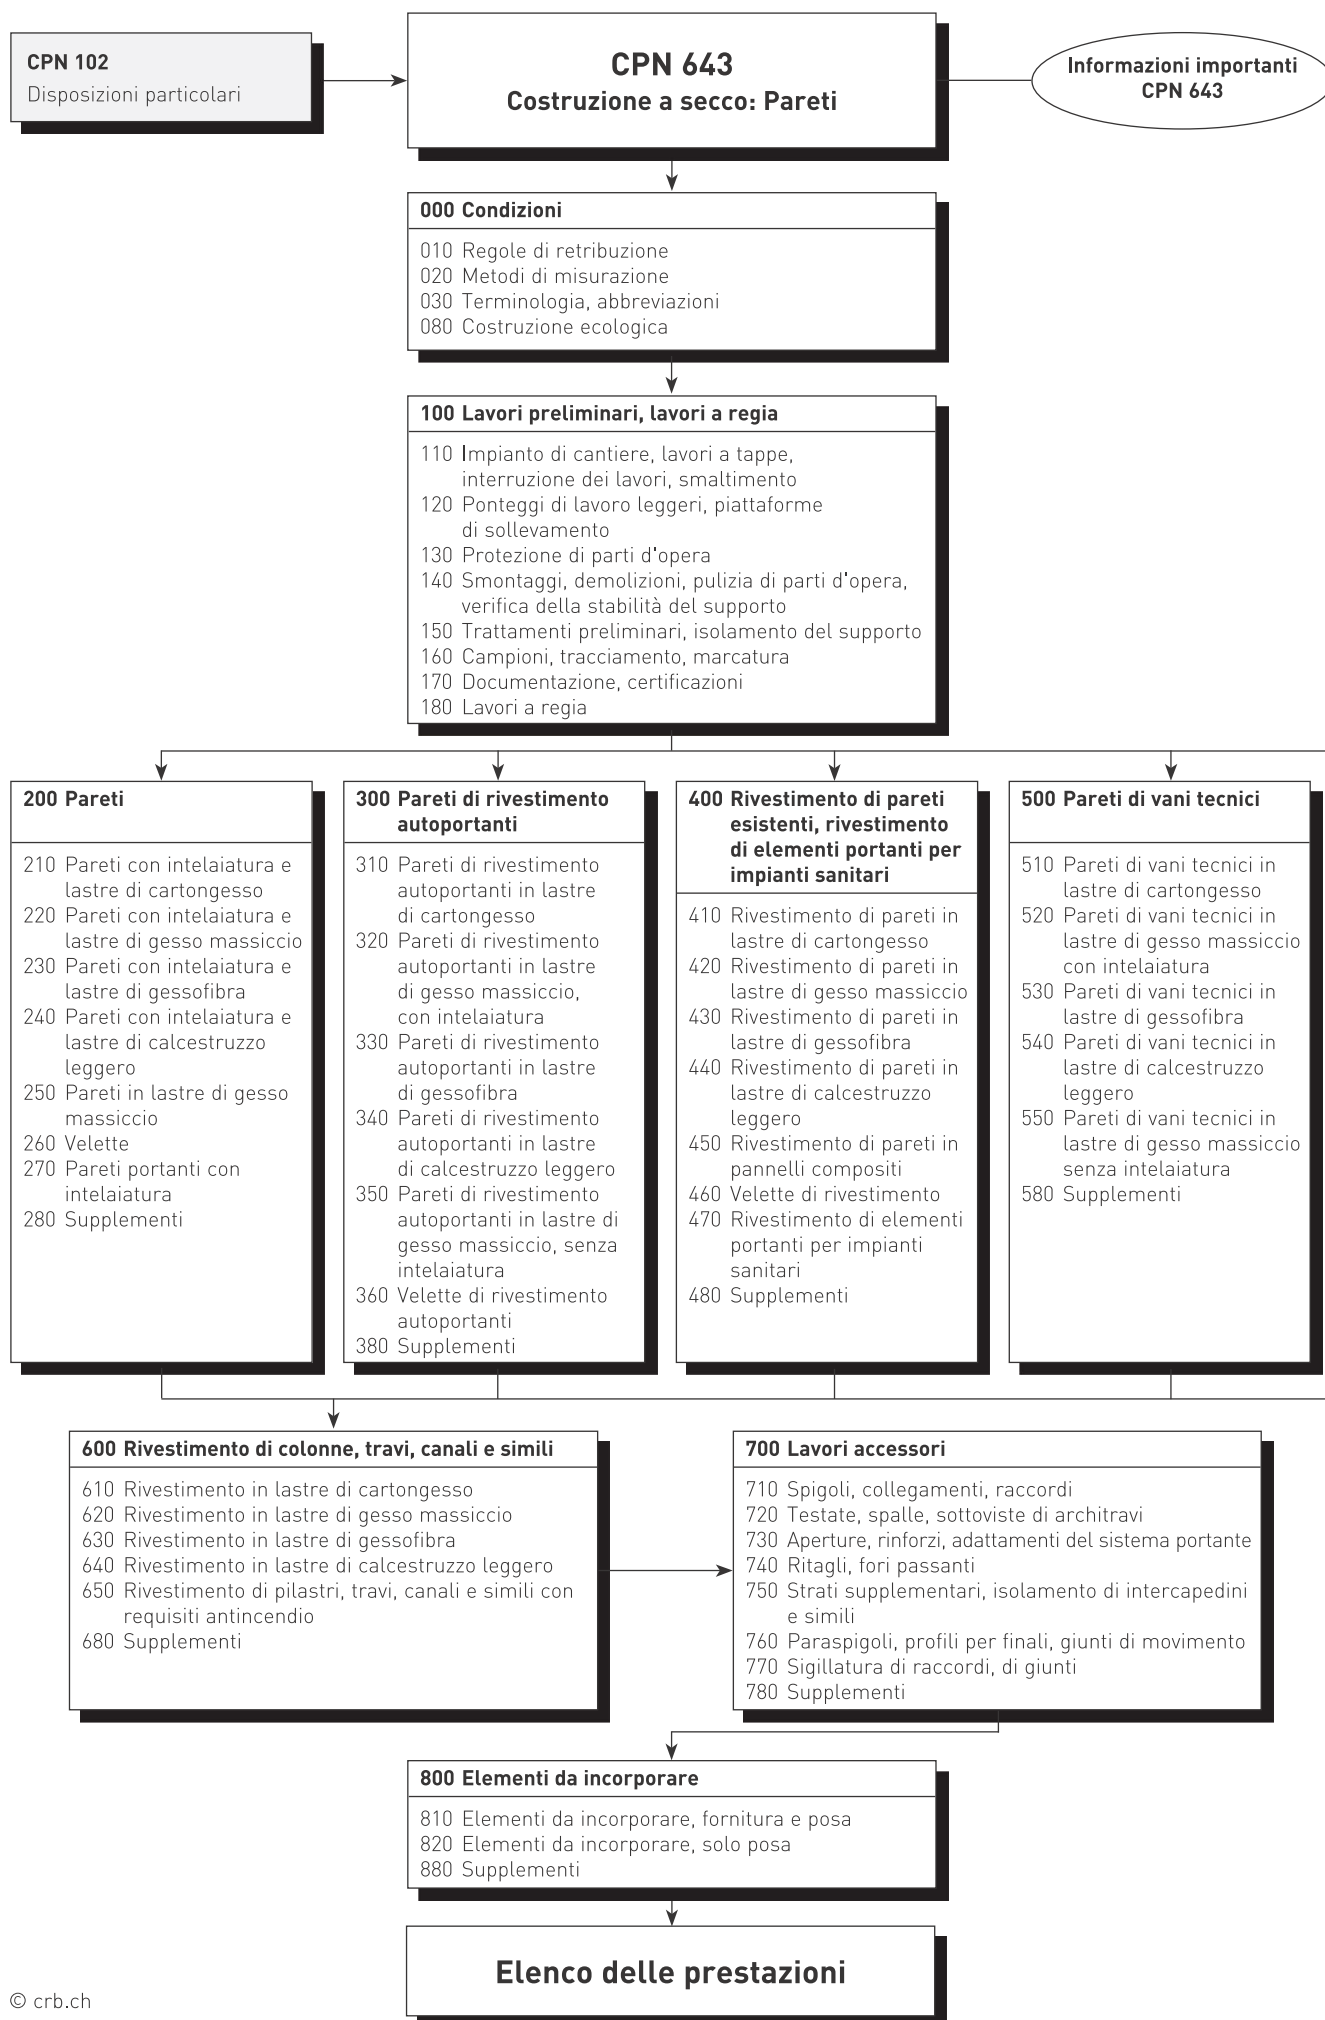 CPN 102
Disposizioni particolari
CPN 643
Costruzione a secco: Pareti
Informazioni importanti
CPN 643
000 Condizioni
010 Regole di retribuzione
020 Metodi di misurazione
030 Terminologia, abbreviazioni
080 Costruzione ecologica
100 Lavori preliminari, lavori a regia
110 Impianto di cantiere, lavori a tappe,
interruzione dei lavori, smaltimento
120 Ponteggi di lavoro leggeri, piattaforme
di sollevamento
130 Protezione di parti d'opera
140 Smontaggi, demolizioni, pulizia di parti d'opera,
verifica della stabilità del supporto
150 Trattamenti preliminari, isolamento del supporto
160 Campioni, tracciamento, marcatura
170 Documentazione, certificazioni
180 Lavori a regia
200 Pareti
210 Pareti con intelaiatura e
lastre di cartongesso
220 Pareti con intelaiatura e
lastre di gesso massiccio
230 Pareti con intelaiatura e
lastre di gessofibra
240 Pareti con intelaiatura e
lastre di calcestruzzo
leggero
250 Pareti in lastre di gesso
massiccio
260 Velette
270 Pareti portanti con
intelaiatura
280 Supplementi
300 Pareti di rivestimento
autoportanti
310 Pareti di rivestimento
autoportanti in lastre
di cartongesso
320 Pareti di rivestimento
autoportanti in lastre
di gesso massiccio,
con intelaiatura
330 Pareti di rivestimento
autoportanti in lastre
di gessofibra
340 Pareti di rivestimento
autoportanti in lastre
di calcestruzzo leggero
350 Pareti di rivestimento
autoportanti in lastre di
gesso massiccio, senza
intelaiatura
360 Velette di rivestimento
autoportanti
380 Supplementi
400 Rivestimento di pareti
esistenti, rivestimento
di elementi portanti per
impianti sanitari
410 Rivestimento di pareti in
lastre di cartongesso
420 Rivestimento di pareti in
lastre di gesso massiccio
430 Rivestimento di pareti in
lastre di gessofibra
440 Rivestimento di pareti in
lastre di calcestruzzo
leggero
450 Rivestimento di pareti in
pannelli compositi
460 Velette di rivestimento
470 Rivestimento di elementi
portanti per impianti
sanitari
480 Supplementi
500 Pareti di vani tecnici
510 Pareti di vani tecnici in
lastre di cartongesso
520 Pareti di vani tecnici in
lastre di gesso massiccio
con intelaiatura
530 Pareti di vani tecnici in
lastre di gessofibra
540 Pareti di vani tecnici in
lastre di calcestruzzo
leggero
550 Pareti di vani tecnici in
lastre di gesso massiccio
senza intelaiatura
580 Supplementi
600 Rivestimento di colonne, travi, canali e simili
610 Rivestimento in lastre di cartongesso
620 Rivestimento in lastre di gesso massiccio
630 Rivestimento in lastre di gessofibra
640 Rivestimento in lastre di calcestruzzo leggero
650 Rivestimento di pilastri, travi, canali e simili con
requisiti antincendio
680 Supplementi
700 Lavori accessori
710 Spigoli, collegamenti, raccordi
720 Testate, spalle, sottoviste di architravi
730 Aperture, rinforzi, adattamenti del sistema portante
740 Ritagli, fori passanti
750 Strati supplementari, isolamento di intercapedini
e simili
760 Paraspigoli, profili per finali, giunti di movimento
770 Sigillatura di raccordi, di giunti
780 Supplementi
800 Elementi da incorporare
810 Elementi da incorporare, fornitura e posa
820 Elementi da incorporare, solo posa
880 Supplementi
Elenco delle prestazioni
© crb.ch